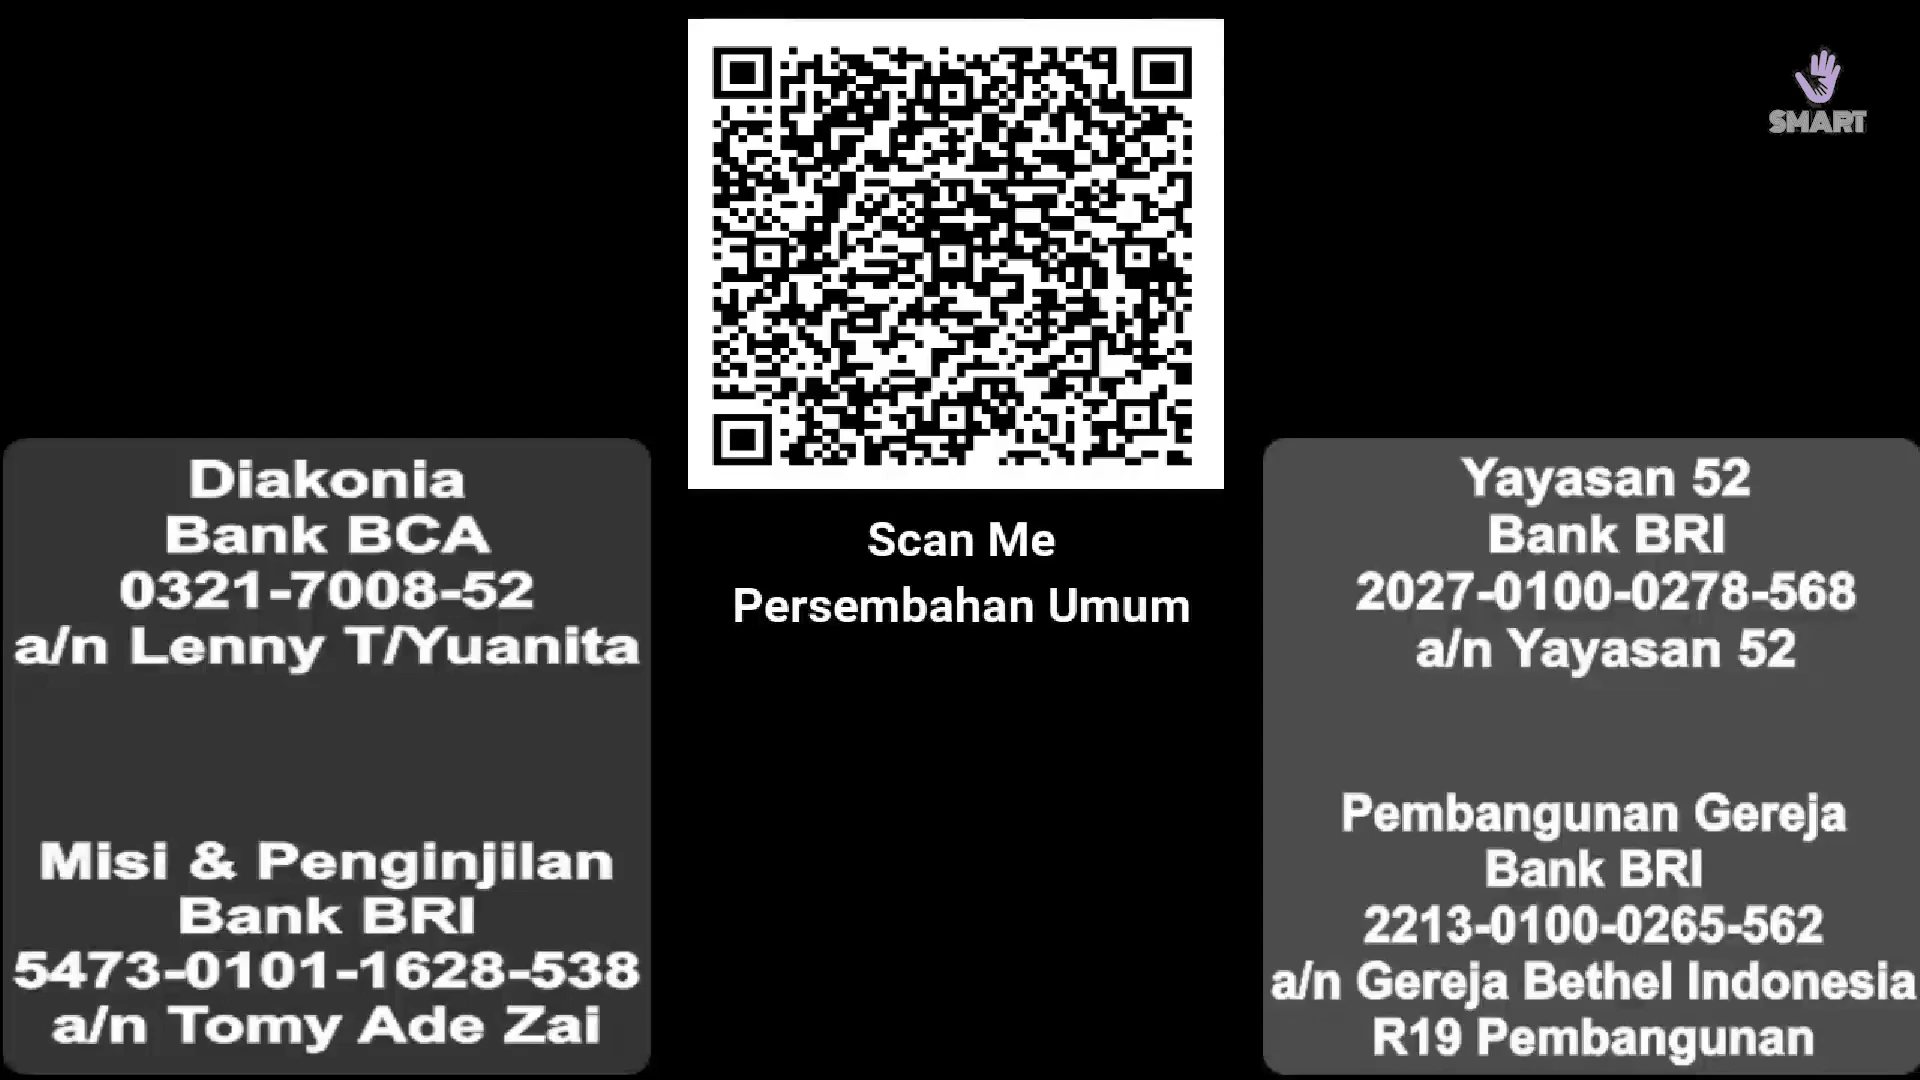 SMART
Diakonia
Bank BCA
0321-7008-52
a/n Lenny T/Yuanita
Misi & Penginjilan
Bank BRI
5473-0101-1628-538
a/n Tomy Ade Zai
Scan Me
Persembahan Umum
Yayasan 52
Bank BRI
2027-0100-0278-568
a/n Yayasan 52
Pembangunan Gereja
Bank BRI
2213-0100-0265-562
a/n Gereja Bethel Indonesia
R19 Pembangunan